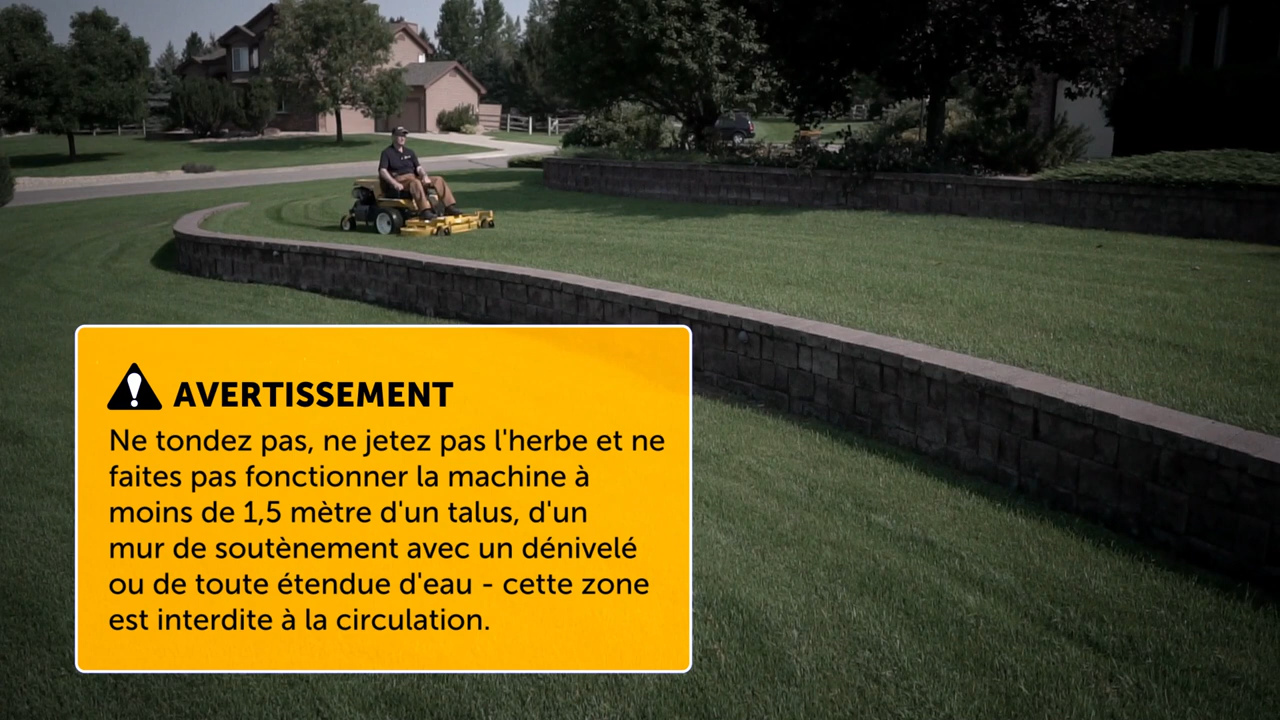 AVERTISSEMENT
Ne tondez pas, ne jetez pas l'herbe et ne
faites pas fonctionner la machine à
moins de 1,5 mètre d'un talus, d'un
mur de soutènement avec un dénivelé
ou de toute étendue d'eau - cette zone
est interdite à la circulation.